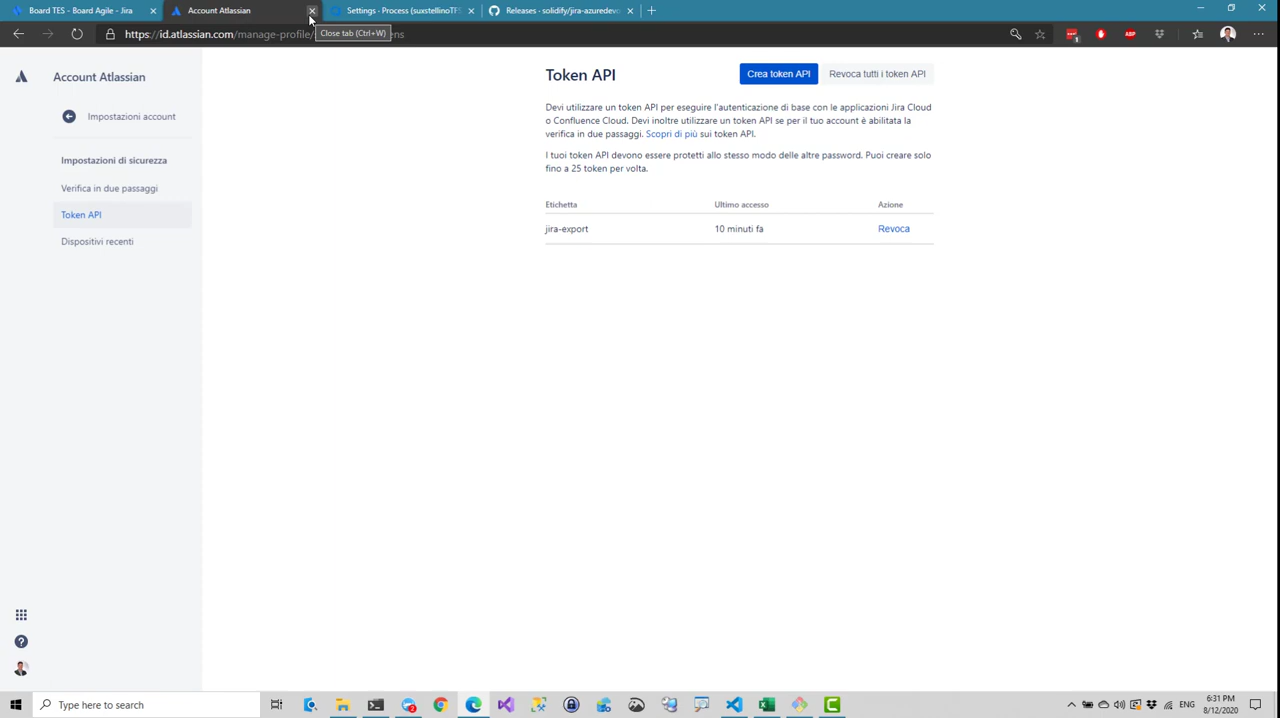 Board TES - Board Agile - Jira
Account Atlassian
Settings - Process (suxstellinoTFS
Releases - solidify/jira-azuredevo
https://id.atlassian.com/manage-profile/
ens
Close tab (Ctrl+W)
ABP
Account Atlassian
Impostazioni account
Impostazioni di sicurezza
Verifica in due passaggi
Token API
Dispositivi recenti
Token API
Crea token API
Revoca tutti i token API
Devi utilizzare un token API per eseguire l'autenticazione di base con le applicazioni Jira Cloud
o Confluence Cloud. Devi inoltre utilizzare un token API se per il tuo account è abilitata la
verifica in due passaggi. Scopri di più sui token API.
I tuoi token API devono essere protetti allo stesso modo delle altre password. Puoi creare solo
fino a 25 token per volta.
Etichetta Ultimo accesso Azione
jira-export 10 minuti fa Revoca
Type here to search
ENG
6:31 PM
8/12/2020